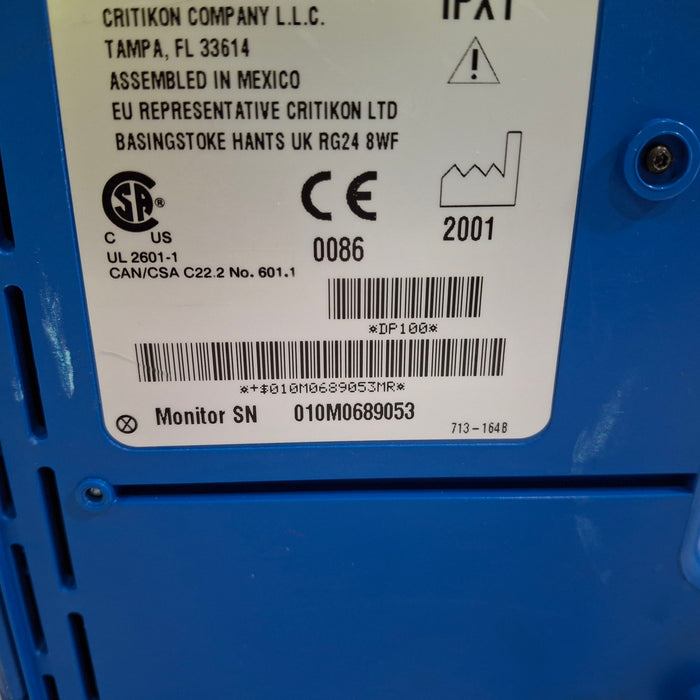 CRITIKON COMPANY L.L.C.
IPX1
TAMPA, FL 33614
ASSEMBLED IN MEXICO
EU REPRESENTATIVE CRITIKON LTD
BASINGSTOKE HANTS UK RG24 8WF
SA ®
C US
CE
0086
2001
UL 2601-1
CAN/CSA C22.2 No. 601.1
*DP100*
*+$010M0689053MR*
Monitor SN 010M0689053
713-164B